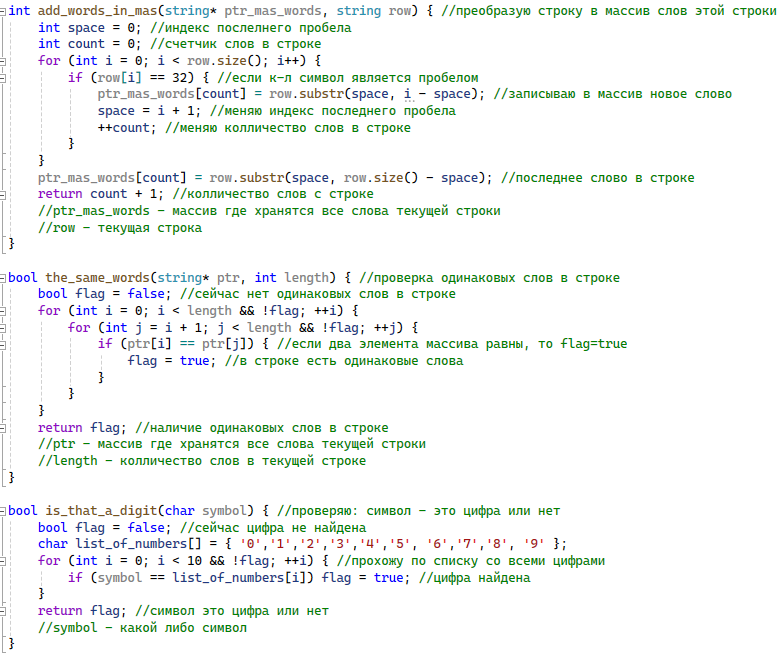 int add_words_in_mas(string* ptr_mas_words, string row) { //преобразую строку в массив слов этой строки
int space = 0; //индекс послелнего пробела
int count = 0; //счетчик слов в строке
for (int i = 0; i < row.size(); i++) {
if (row[i] == 32) { //если к-л символ является пробелом
ptr_mas_words[count] = row.substr(space, i - space); //записываю в массив новое слово
space = i + 1; //меняю индекс последнего пробела
++count; //меняю колличество слов в строке
}
}
ptr_mas_words[count] = row.substr(space, row.size() - space); //последнее слово в строке
return count + 1; //колличество слов с строке
//ptr_mas_words - массив где хранятся все слова текущей строки
//row - текущая строка
}
bool the_same_words(string* ptr, int length) { //проверка одинаковых слов в строке
bool flag = false; //сейчас нет одинаковых слов в строке
for (int i = 0; i < length && !flag; ++i) {
for (int j = i + 1; j < length && !flag; ++j) {
if (ptr[i] == ptr[j]) { //если два элемента массива равны, то flag=true
flag = true; //в строке есть одинаковые слова
}
}
}
return flag; //наличие одинаковых слов в строке
//ptr - массив где хранятся все слова текущей строки
//length - колличество слов в текущей строке
}
bool is_that_a_digit(char symbol) { //проверяю: символ - это цифра или нет
bool flag = false; //сейчас цифра не найдена
char list_of_numbers[] = { '0','1','2','3','4','5', '6','7','8', '9' };
for (int i = 0; i < 10 && !flag; ++i) { //прохожу по списку со всеми цифрами
if (symbol == list_of_numbers[i]) flag = true; //цифра найдена
}
return flag; //символ это цифра или нет
//symbol - какой либо символ
}